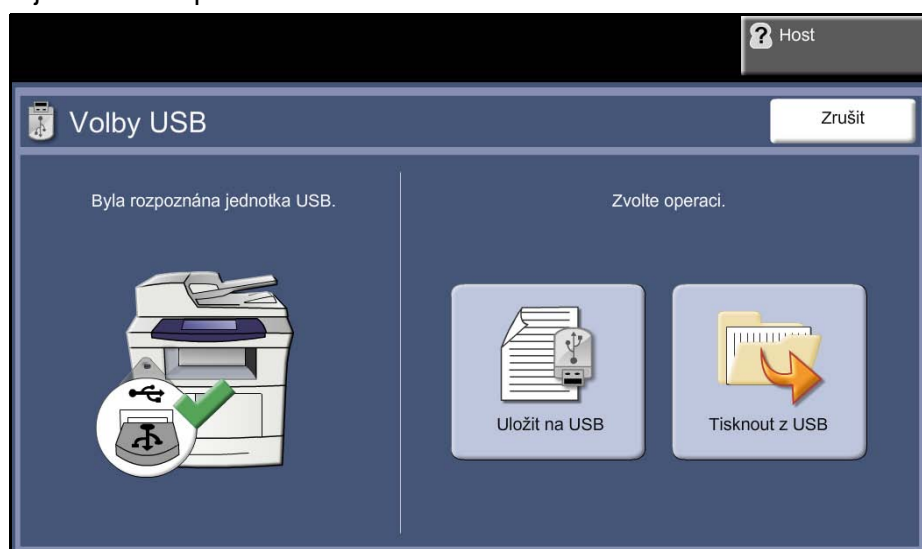 Host
Volby USB
Zrušit
Byla rozpoznána jednotka USB.
Zvolte operaci.
Uložit na USB
Tisknout z USB